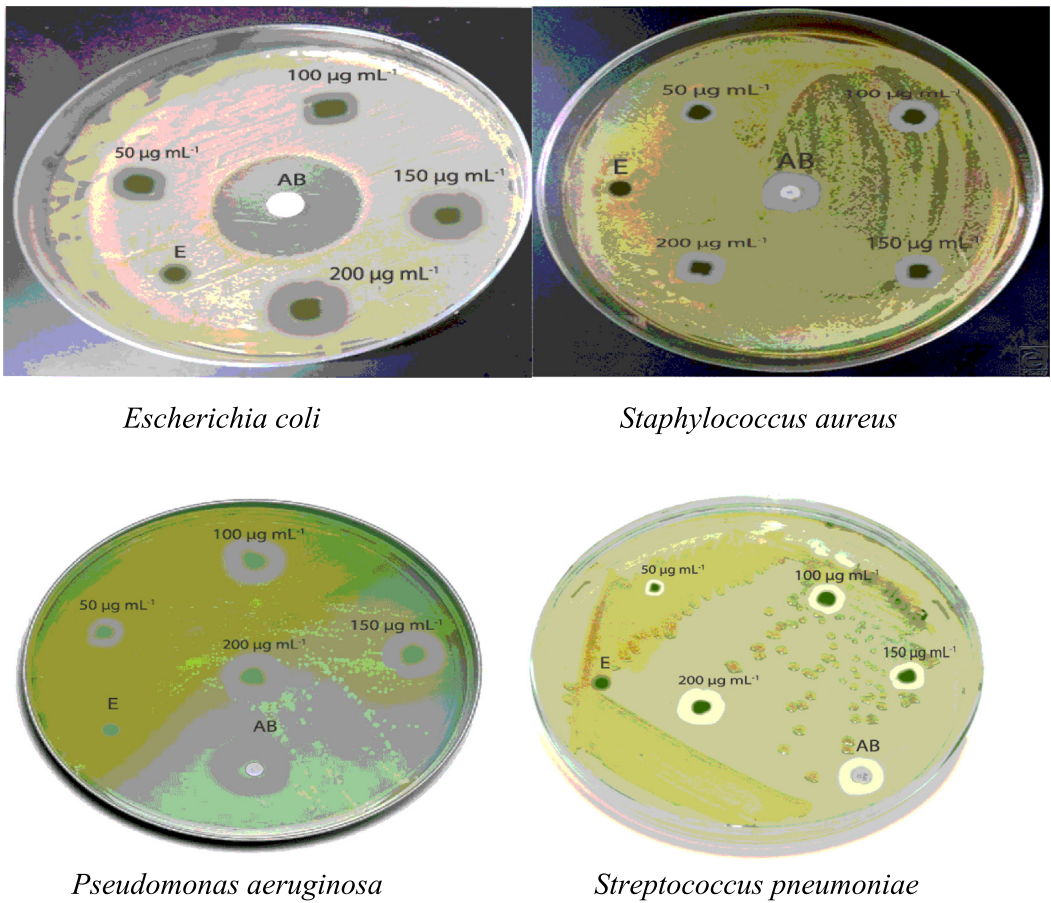 100 µg mL-1
50 µg mL-1
AB
150 µg mL-1
E
200 µg mL-1
50 µg mL-1
100 µg mL-1
E
AB
200 µg mL-1
150 µg mL-1
Escherichia coli
Staphylococcus aureus
100 µg mL-1
50 µg mL-1
150 µg mL-1
200 µg mL-1
E
AB
50 µg mL-1
100 µg mL-1
150 µg mL-1
E
200 µg mL-1
AB
Pseudomonas aeruginosa
Streptococcus pneumoniae